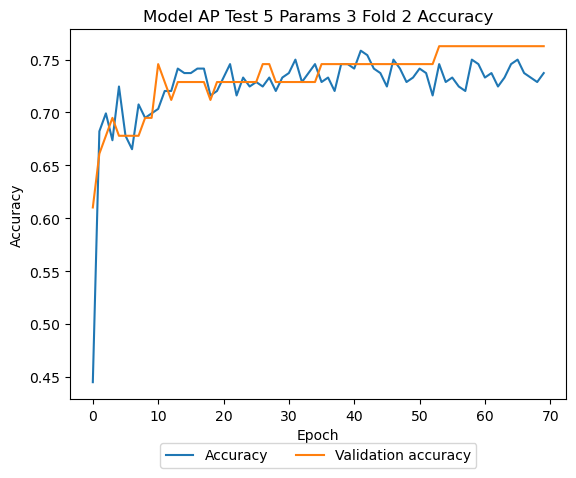 Model AP Test 5 Params 3 Fold 2 Accuracy
Accuracy
0.75
0.70
0.65
0.60
0.55
0.50
0.45
0 10 20 30 40 50 60 70
Epoch
Accuracy Validation accuracy